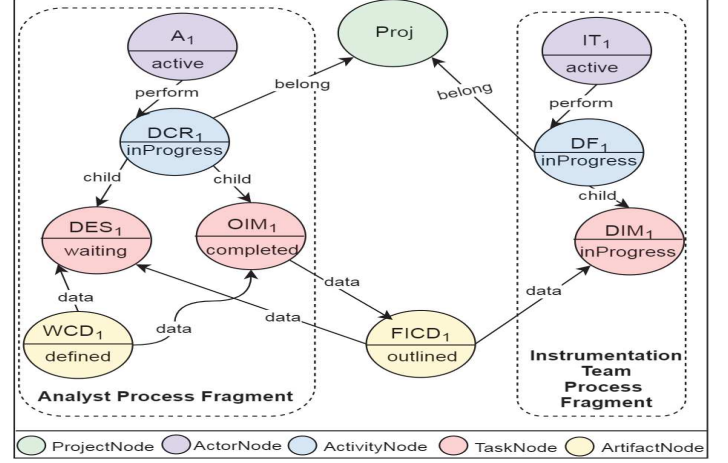 A1
active
Proj
IT1
active
perform
belong
belong
perform
DCR1
inProgress
DF1
inProgress
child
child
child
DES1
waiting
OIM1
completed
DIM1
inProgress
data
data
data
data
data
WCD1
defined
FICD1
outlined
Analyst Process Fragment
Instrumentation
Team
Process
Fragment
ProjectNode
ActorNode
ActivityNode
TaskNode
ArtifactNode